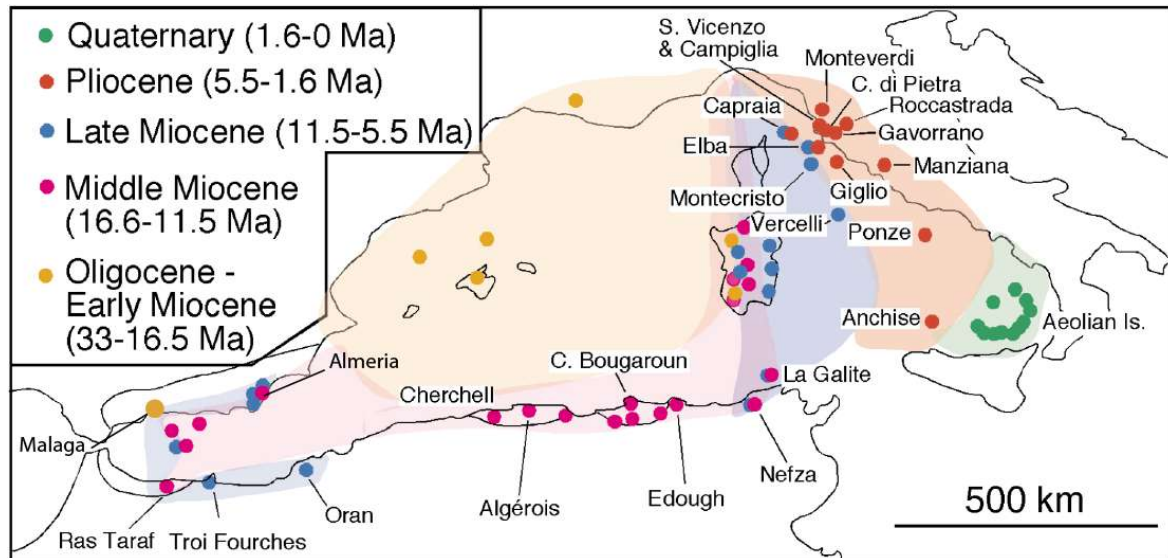 Quaternary (1.6-0 Ma)
Pliocene (5.5-1.6 Ma)
Late Miocene (11.5-5.5 Ma)
Middle Miocene
(16.6-11.5 Ma)
Oligocene -
Early Miocene
(33-16.5 Ma)
S. Vicenzo
& Campiglia
Monteverdi
C. di Pietra
Roccastrada
Capraia
Gavorrano
Elba
Manziana
Montecristo
Giglio
Vercelli
Ponze
Anchise
Aeolian Is.
Almeria
C. Bougaroun
Cherchell
La Galite
Malaga
Nefza
Oran
Algérois
Edough
Ras Taraf
Troi Fourches
500 km